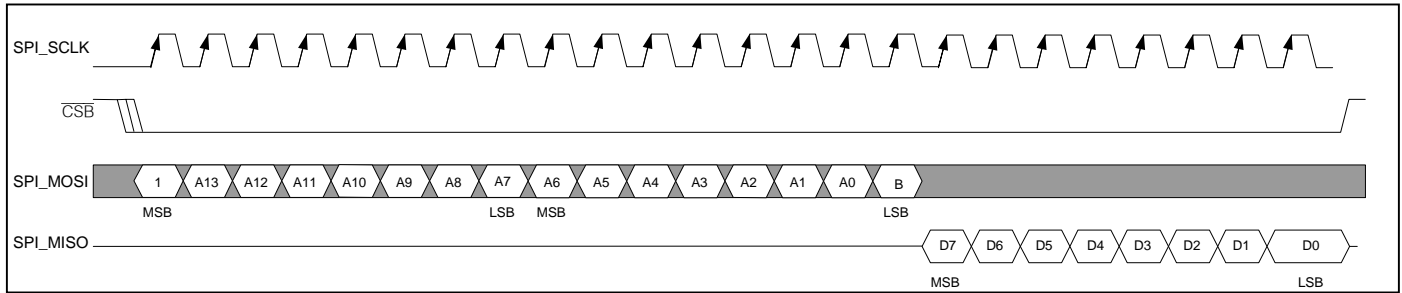 SPI_SCLK
CSB
SPI_MOSI 1 A13 A12 A11 A10 A9 A8 A7 A6 A5 A4 A3 A2 A1 A0 B
MSB LSB MSB LSB
SPI_MISO D7 D6 D5 D4 D3 D2 D1 D0
MSB LSB